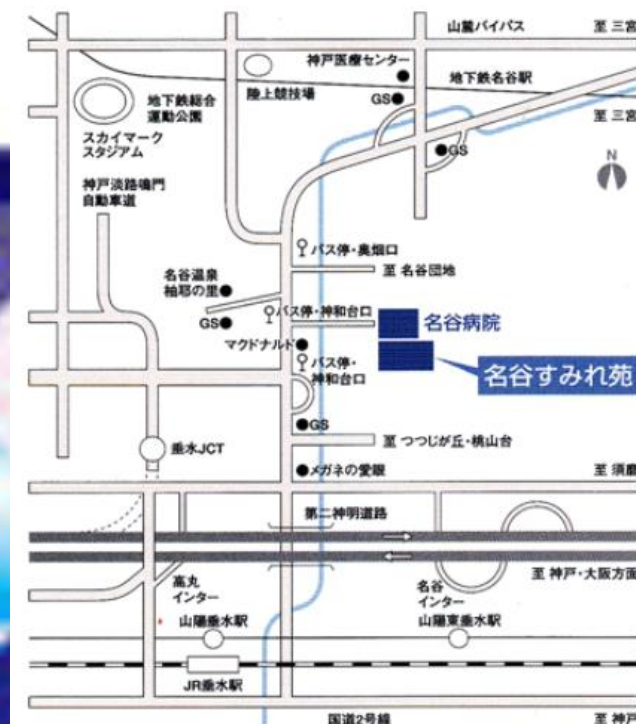 山麓バイパス
至 三宮
神戸医療センター
地下鉄名谷駅
地下鉄総合
運動公園
陸上競技場
GS
至 三宮
スカイマーク
スタジアム
GS
N
神戸淡路鳴門
自動車道
バス停・奥畑口
至 名谷団地
名谷温泉
柚耶の里
バス停・神和台口
名谷病院
GS
マクドナルド
バス停・
神和台口
名谷すみれ苑
GS
至 つつじが丘・桃山台
垂水JCT
メガネの愛眼
至 須磨
第二神明道路
至 神戸・大阪方面
高丸
インター
名谷
インター
山陽垂水駅
山陽東垂水駅
JR垂水駅
国道2号線
至 神戸